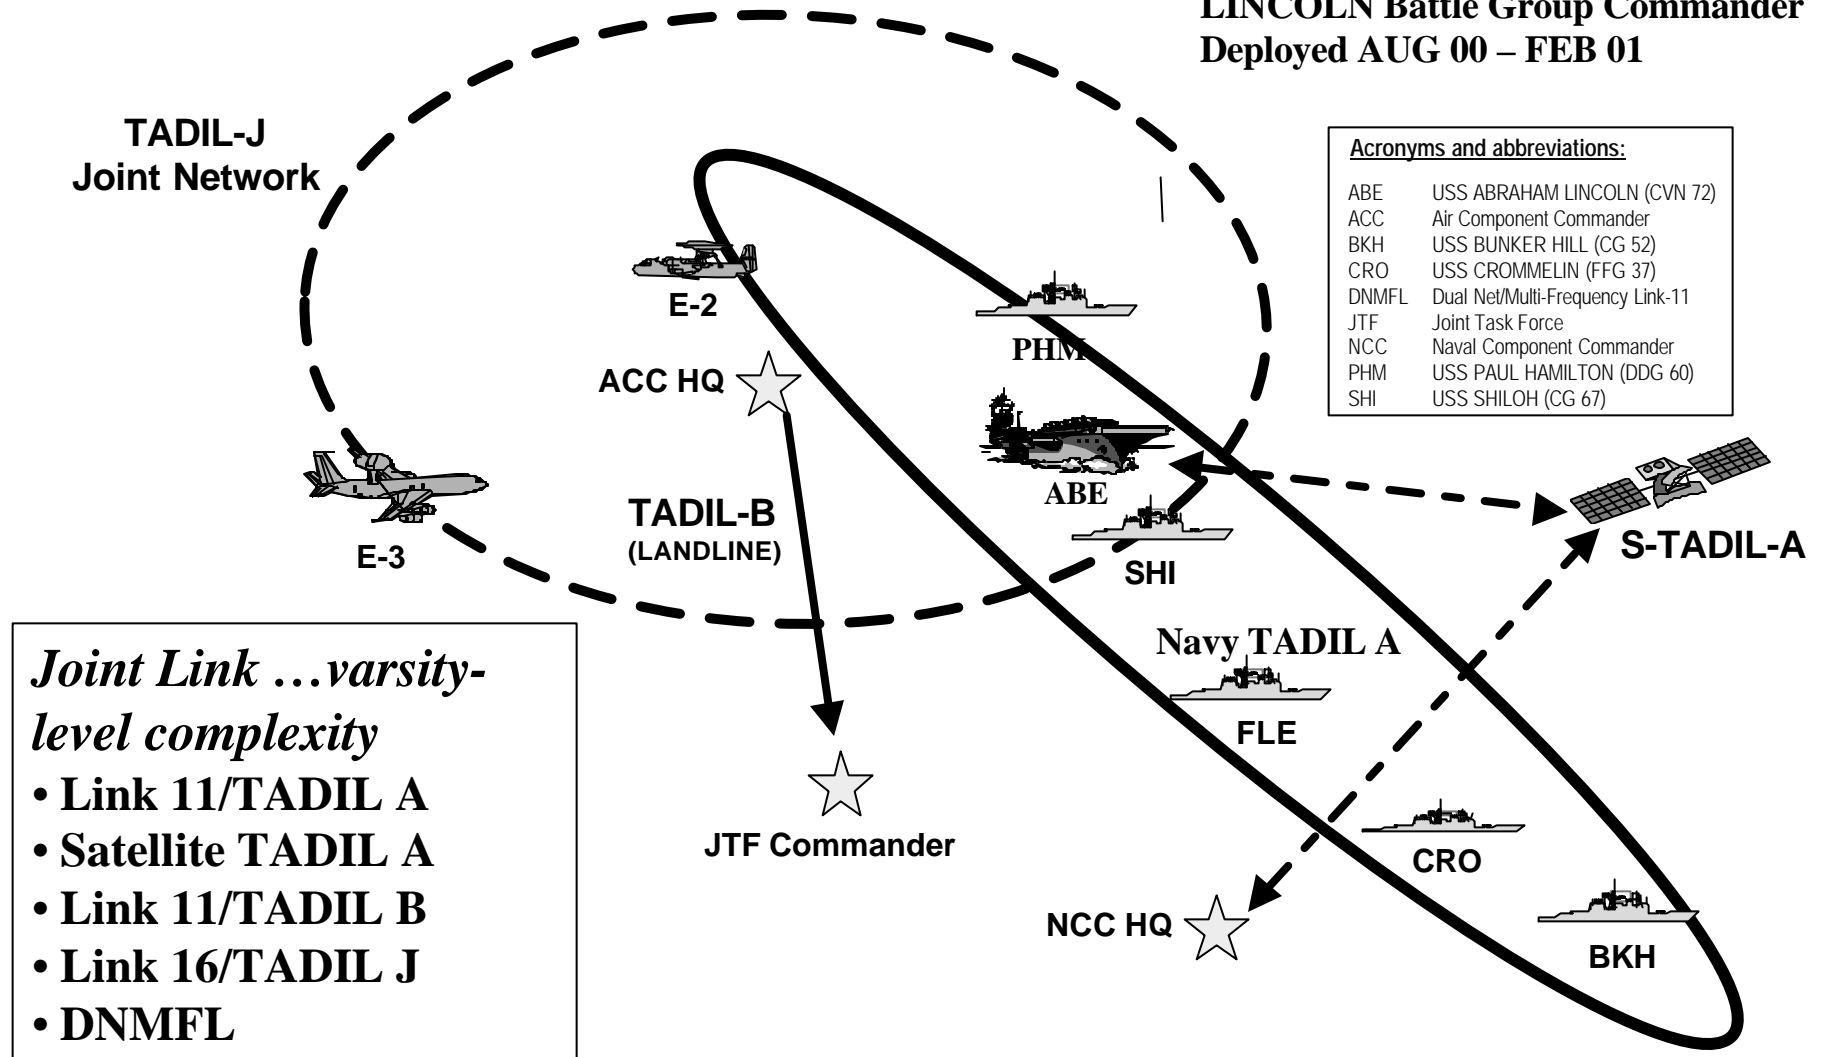 LINCOLN Battle Group Commander
Deployed AUG 00 – FEB 01
TADIL-J
Joint Network
Acronyms and abbreviations:
ABE USS ABRAHAM LINCOLN (CVN 72)
ACC Air Component Commander
BKH USS BUNKER HILL (CG 52)
CRO USS CROMMELIN (FFG 37)
DNMFL Dual Net/Multi-Frequency Link-11
JTF Joint Task Force
NCC Naval Component Commander
PHM USS PAUL HAMILTON (DDG 60)
SHI USS SHILOH (CG 67)
E-2
PHM
ACC HQ
ABE
TADIL-B
(LANDLINE)
E-3
SHI
S-TADIL-A
Navy TADIL A
FLE
JTF Commander
CRO
NCC HQ
BKH
Joint Link …varsity-
level complexity
• Link 11/TADIL A
• Satellite TADIL A
• Link 11/TADIL B
• Link 16/TADIL J
• DNMFL